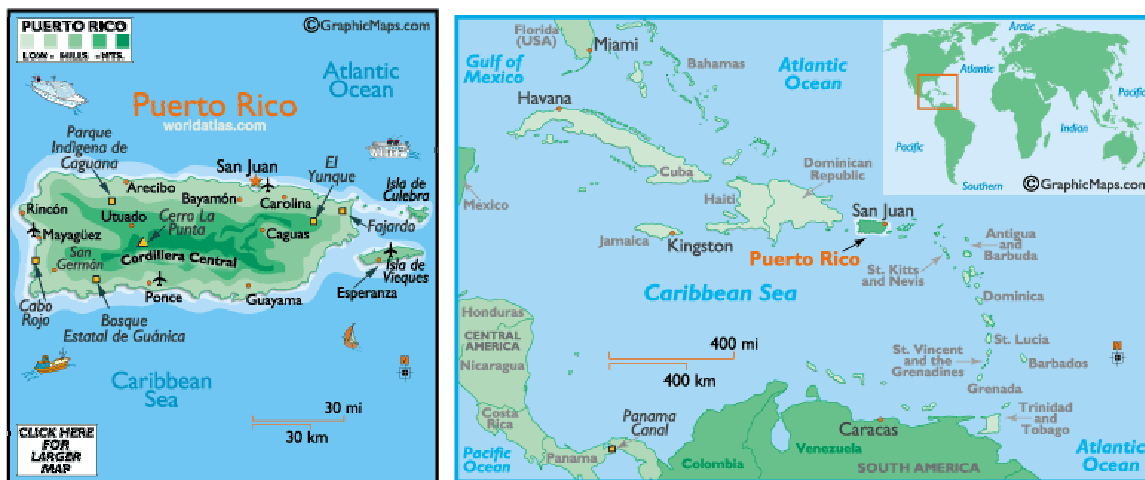 PUERTO RICO
LOW - HILLS - MTS.
©GraphicMaps.com
Atlantic
Ocean
Puerto Rico
worldatlas.com
Parque
Indigena de
Caguana
San Juan
El
Yunque
Isla de
Culebra
Arecibo
Bayamón
Carolina
Rincón
Utuado
Cerro La
Punta
Fajardo
Mayagüez
Caguas
San
Germán
Cordillera Central
Isla de
Vieques
Ponce
Guayama
Esperanza
Cabo
Rojo
Bosque
Estatal de Guánica
Caribbean
Sea
30 mi
30 km
CLICK HERE
FOR
LARGER
MAP
Florida
(USA)
Miami
Gulf of
Mexico
Bahamas
Atlantic
Ocean
Havana
Cuba
Dominican
Republic
Haiti
Mexico
Jamaica
Kingston
San Juan
Puerto Rico
Antigua
and
Barbuda
St. Kitts
and Nevis
Caribbean Sea
Dominica
Honduras
CENTRAL
AMERICA
Nicaragua
400 mi
400 km
St. Lucia
St. Vincent
and the
Grenadines
Barbados
Grenada
Costa
Rica
Panama
Canal
Trinidad
and
Tobago
Caracas
Pacific
Ocean
Panama
Colombia
Venezuela
SOUTH AMERICA
Atlantic
Ocean
Arctic
Atlantic
Pacific
Indian
Pacific
Southern
©GraphicMaps.com